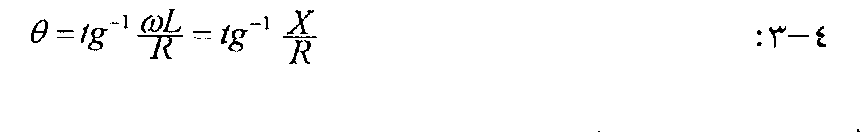 ٤-٣: θ = tg⁻¹ ωL/R = tg⁻¹ X/R